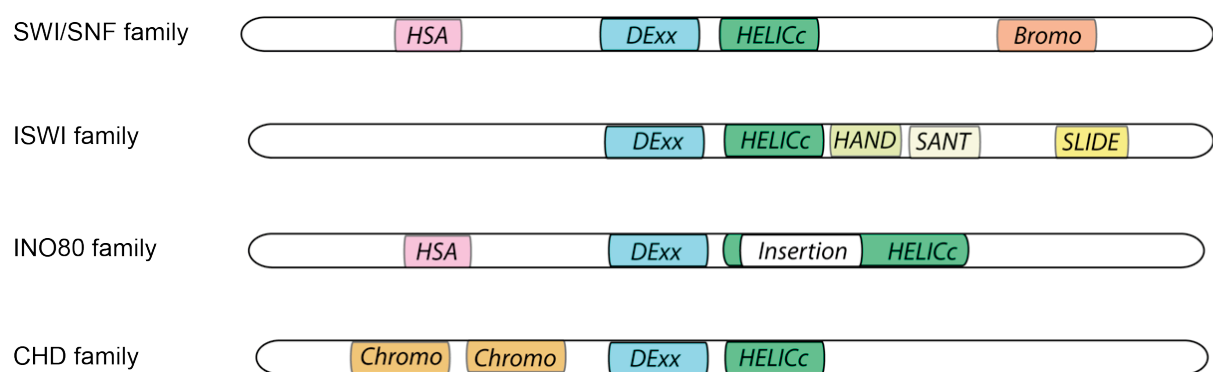 SWI/SNF family HSA DExx HELICc Bromo
ISWI family DExx HELICc HAND SANT SLIDE
INO80 family HSA DExx Insertion HELICc
CHD family Chromo Chromo DExx HELICc